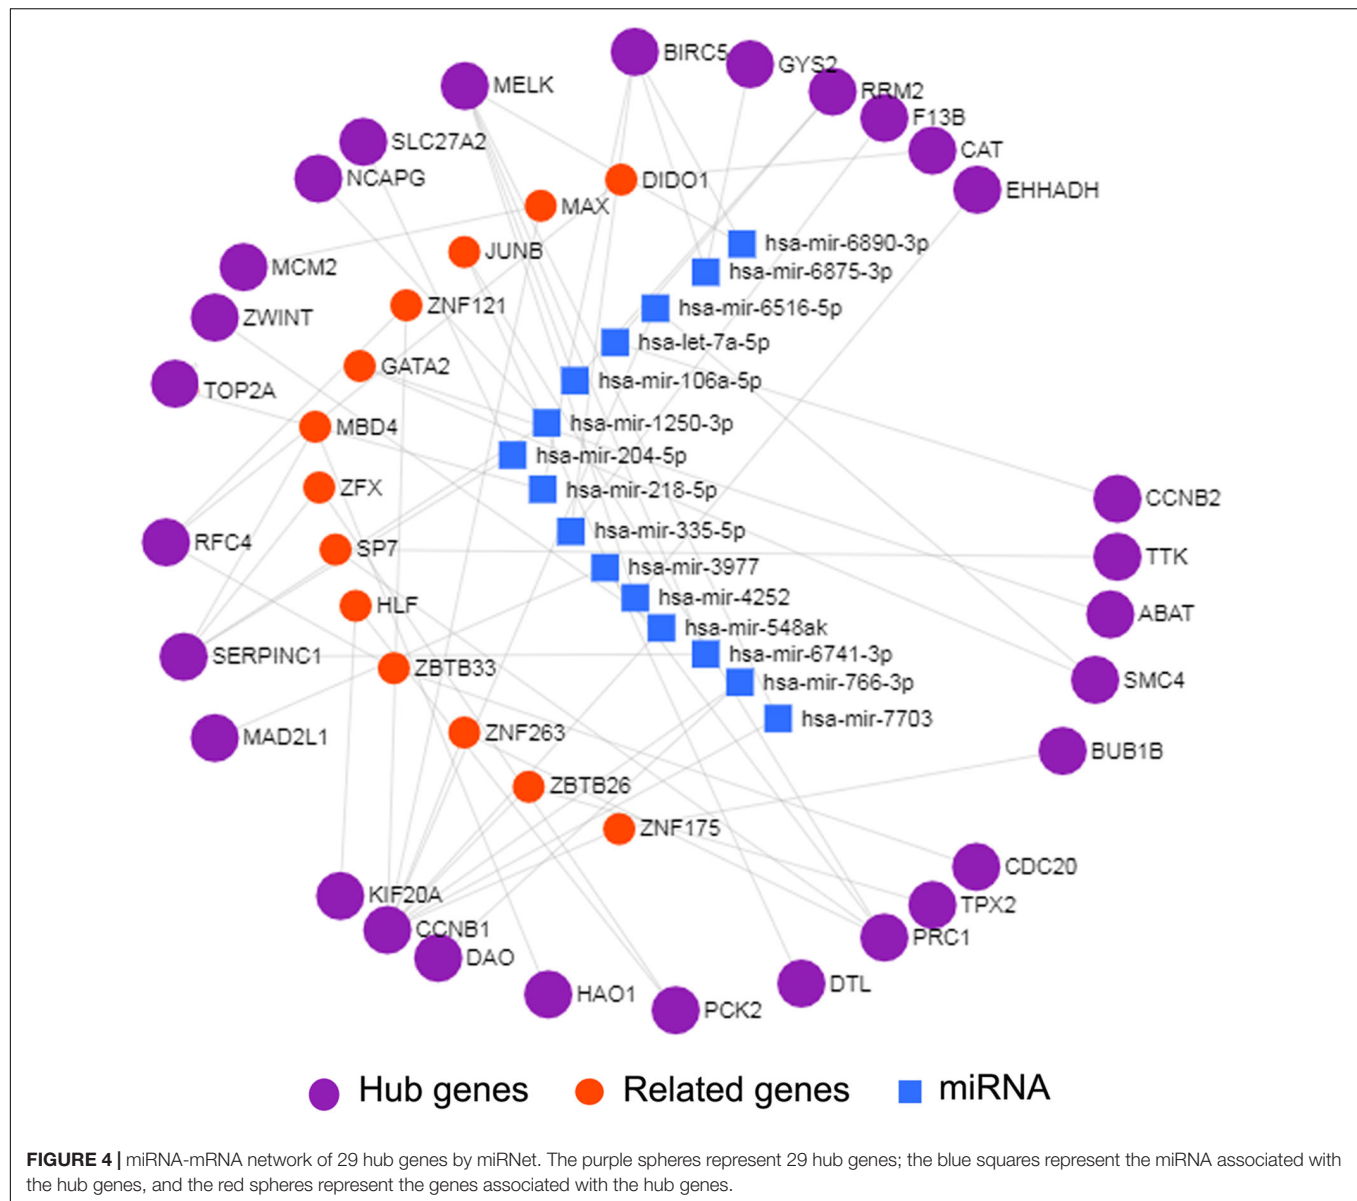 BIRC5
GYS2
MELK
RRM2
F13B
SLC27A2
CAT
NCAPG
DIDO1
EHHADH
MAX
hsa-mir-6890-3p
JUNB
MCM2
hsa-mir-6875-3p
ZNF121
hsa-mir-6516-5p
ZWINT
hsa-let-7a-5p
GATA2
hsa-mir-106a-5p
TOP2A
hsa-mir-1250-3p
MBD4
hsa-mir-204-5p
ZFX
hsa-mir-218-5p
CCNB2
hsa-mir-335-5p
RFC4
SP7
TTK
hsa-mir-3977
hsa-mir-4252
HLF
ABAT
hsa-mir-548ak
SERPINC1
hsa-mir-6741-3p
ZBTB33
SMC4
hsa-mir-766-3p
hsa-mir-7703
ZNF263
MAD2L1
BUB1B
ZBTB26
ZNF175
CDC20
KIF20A
TPX2
CCNB1
PRC1
DAO
DTL
HAO1
PCK2
Hub genes Related genes miRNA
FIGURE 4 | miRNA-mRNA network of 29 hub genes by miRNet. The purple spheres represent 29 hub genes; the blue squares represent the miRNA associated with
the hub genes, and the red spheres represent the genes associated with the hub genes.